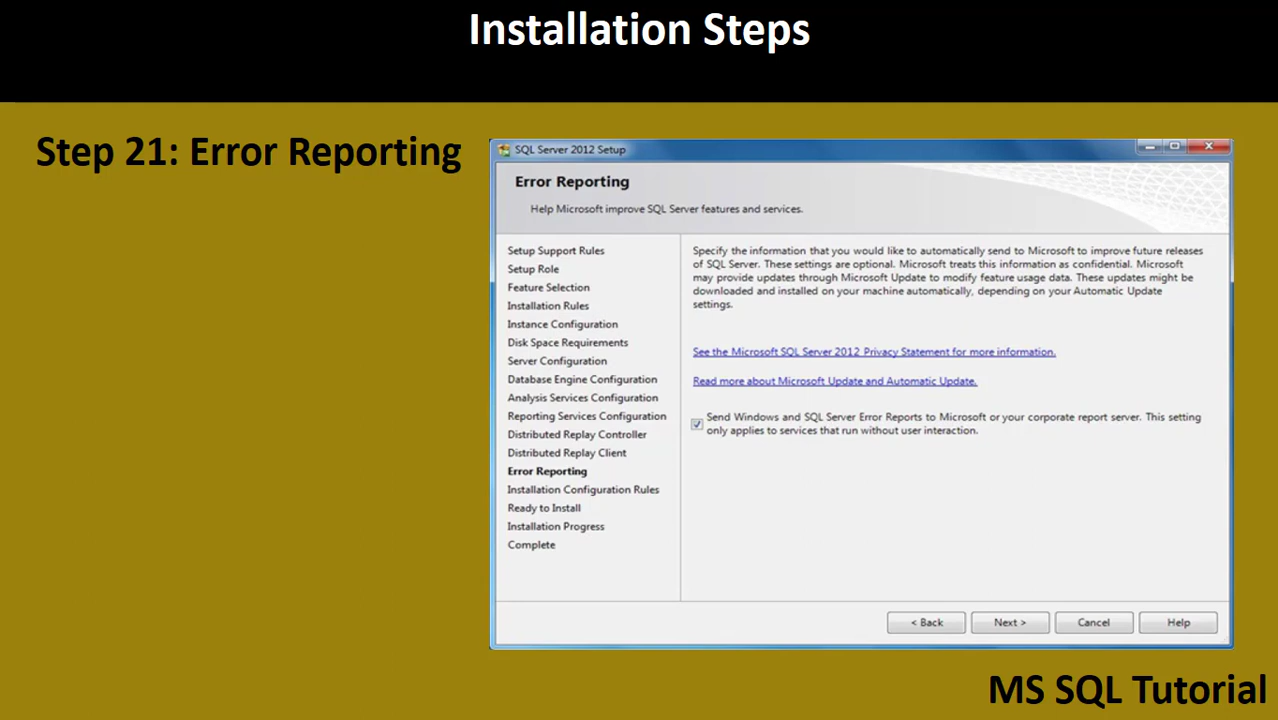 Installation Steps
Step 21: Error Reporting
SQL Server 2012 Setup
Error Reporting
Help Microsoft improve SQL Server features and services.
Setup Support Rules
Setup Role
Feature Selection
Installation Rules
Instance Configuration
Disk Space Requirements
Server Configuration
Database Engine Configuration
Analysis Services Configuration
Reporting Services Configuration
Distributed Replay Controller
Distributed Replay Client
Error Reporting
Installation Configuration Rules
Ready to Install
Installation Progress
Complete
Specify the information that you would like to automatically send to Microsoft to improve future releases
of SQL Server. These settings are optional. Microsoft treats this information as confidential. Microsoft
may provide updates through Microsoft Update to modify feature usage data. These updates might be
downloaded and installed on your machine automatically, depending on your Automatic Update
settings.
See the Microsoft SQL Server 2012 Privacy Statement for more information.
Read more about Microsoft Update and Automatic Update.
Send Windows and SQL Server Error Reports to Microsoft or your corporate report server. This setting
only applies to services that run without user interaction.
< Back
Next >
Cancel
Help
MS SQL Tutorial